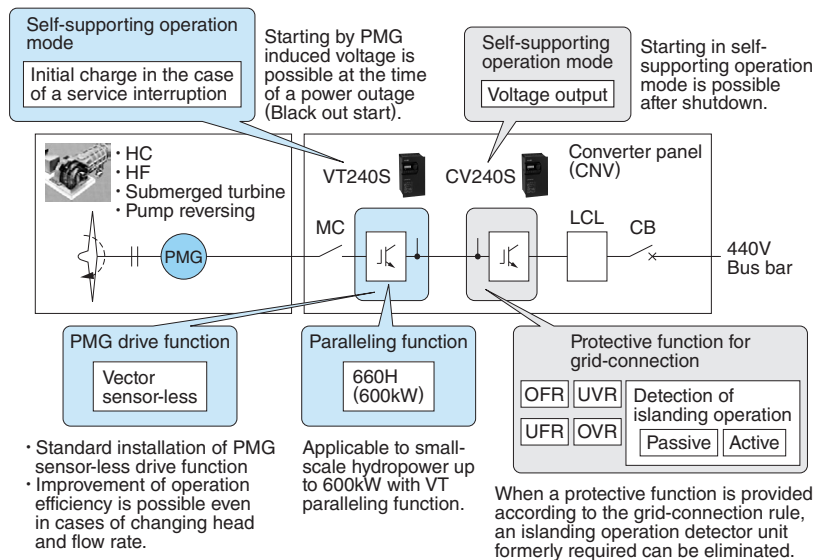 Self-supporting operation
mode
Initial charge in the case
of a service interruption
Starting by PMG
induced voltage is
possible at the time
of a power outage
(Black out start).
Self-supporting
operation mode
Voltage output
Starting in self-
supporting operation
mode is possible
after shutdown.
・HC
・HF
・Submerged turbine
・Pump reversing
VT240S
CV240S
Converter panel
(CNV)
PMG
MC
LCL
CB
440V
Bus bar
PMG drive function
Vector
sensor-less
Paralleling function
660H
(600kW)
Protective function for
grid-connection
OFR
UVR
UFR
OVR
Detection of
islanding operation
Passive
Active
・Standard installation of PMG
sensor-less drive function
・Improvement of operation
efficiency is possible even
in cases of changing head
and flow rate.
Applicable to small-
scale hydropower up
to 600kW with VT
paralleling function.
When a protective function is provided
according to the grid-connection rule,
an islanding operation detector unit
formerly required can be eliminated.